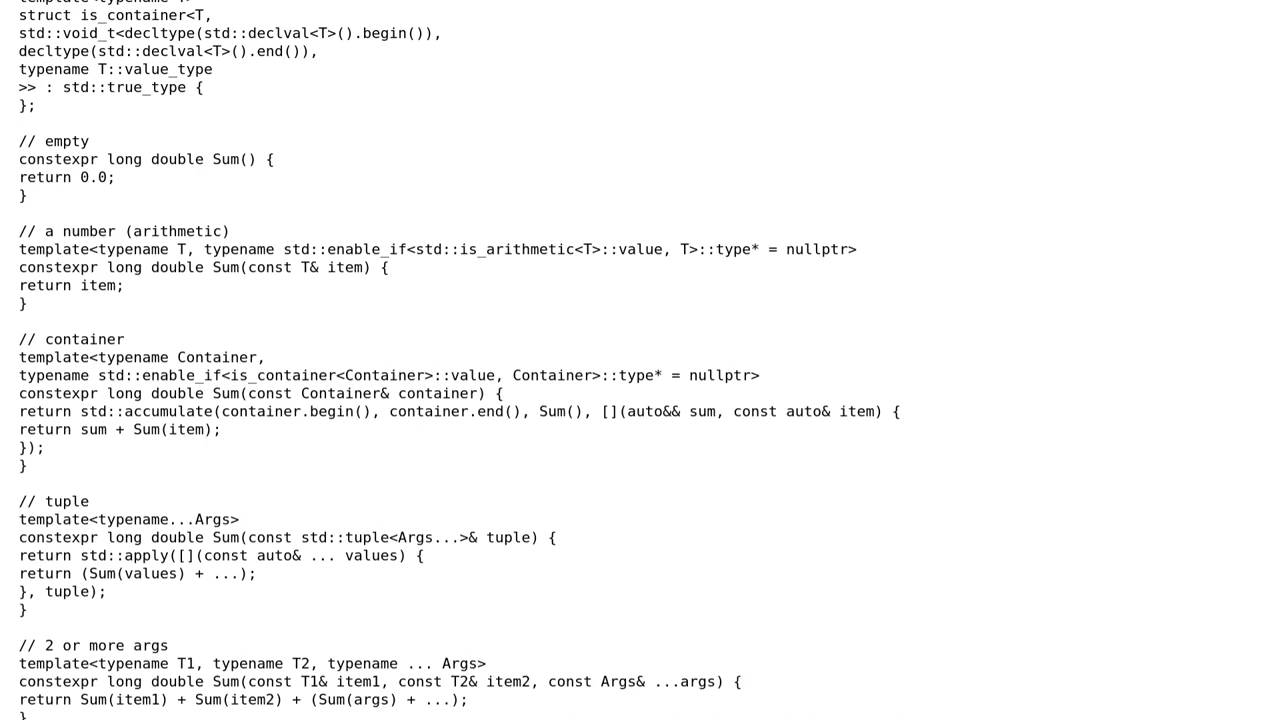 template<typename T>
struct is_container<T,
std::void_t<decltype(std::declval<T>().begin()),
decltype(std::declval<T>().end()),
typename T::value_type
>> : std::true_type {
};
// empty
constexpr long double Sum() {
return 0.0;
}
// a number (arithmetic)
template<typename T, typename std::enable_if<std::is_arithmetic<T>::value, T>::type* = nullptr>
constexpr long double Sum(const T& item) {
return item;
}
// container
template<typename Container,
typename std::enable_if<is_container<Container>::value, Container>::type* = nullptr>
constexpr long double Sum(const Container& container) {
return std::accumulate(container.begin(), container.end(), Sum(), [](auto&& sum, const auto& item) {
return sum + Sum(item);
});
}
// tuple
template<typename...Args>
constexpr long double Sum(const std::tuple<Args...>& tuple) {
return std::apply([](const auto& ... values) {
return (Sum(values) + ...);
}, tuple);
}
// 2 or more args
template<typename T1, typename T2, typename ... Args>
constexpr long double Sum(const T1& item1, const T2& item2, const Args& ...args) {
return Sum(item1) + Sum(item2) + (Sum(args) + ...);
}